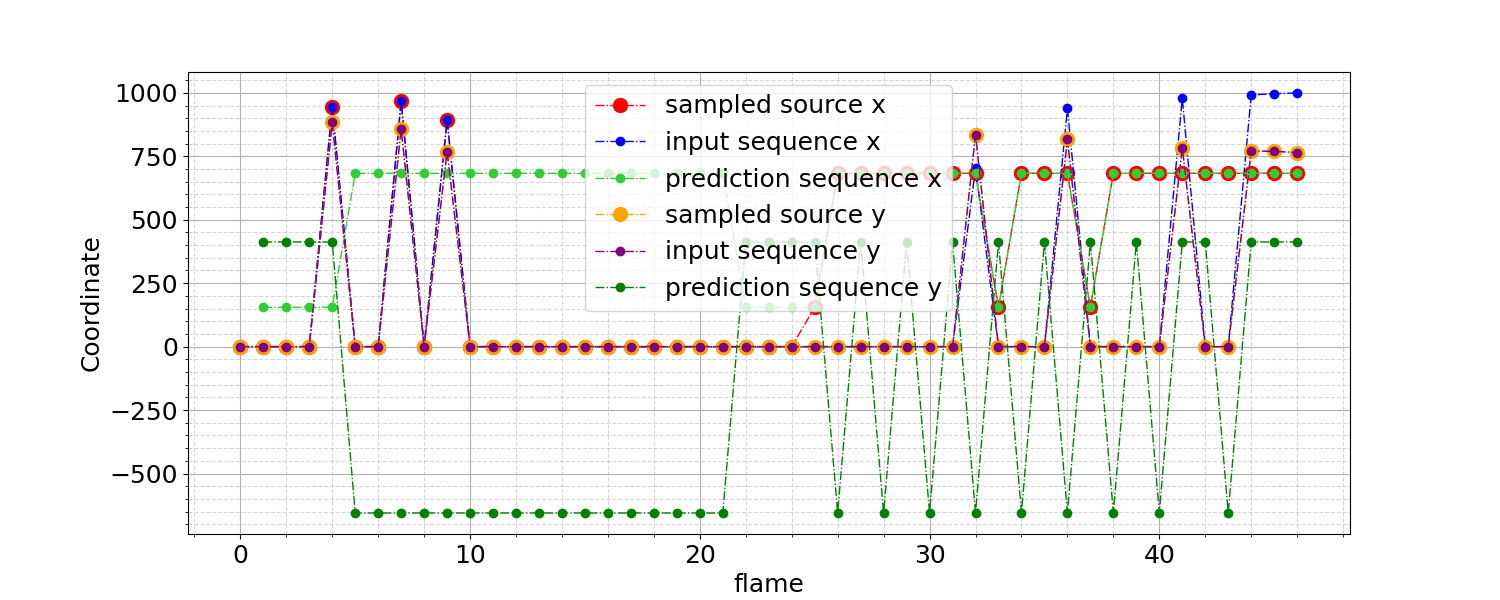 1000
750
500
250
0
−250
−500
Coordinate
sampled source x
input sequence x
prediction sequence x
sampled source y
input sequence y
prediction sequence y
0 10 20 30 40
flame